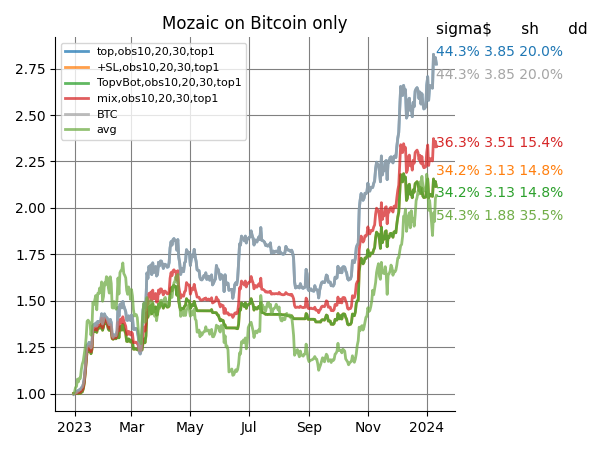 Mozaic on Bitcoin only
sigma$ sh dd
top,obs10,20,30,top1
+SL,obs10,20,30,top1
TopvBot,obs10,20,30,top1
mix,obs10,20,30,top1
BTC
avg
44.3% 3.85 20.0%
44.3% 3.85 20.0%
36.3% 3.51 15.4%
34.2% 3.13 14.8%
34.2% 3.13 14.8%
54.3% 1.88 35.5%
2.75
2.50
2.25
2.00
1.75
1.50
1.25
1.00
2023 Mar May Jul Sep Nov 2024